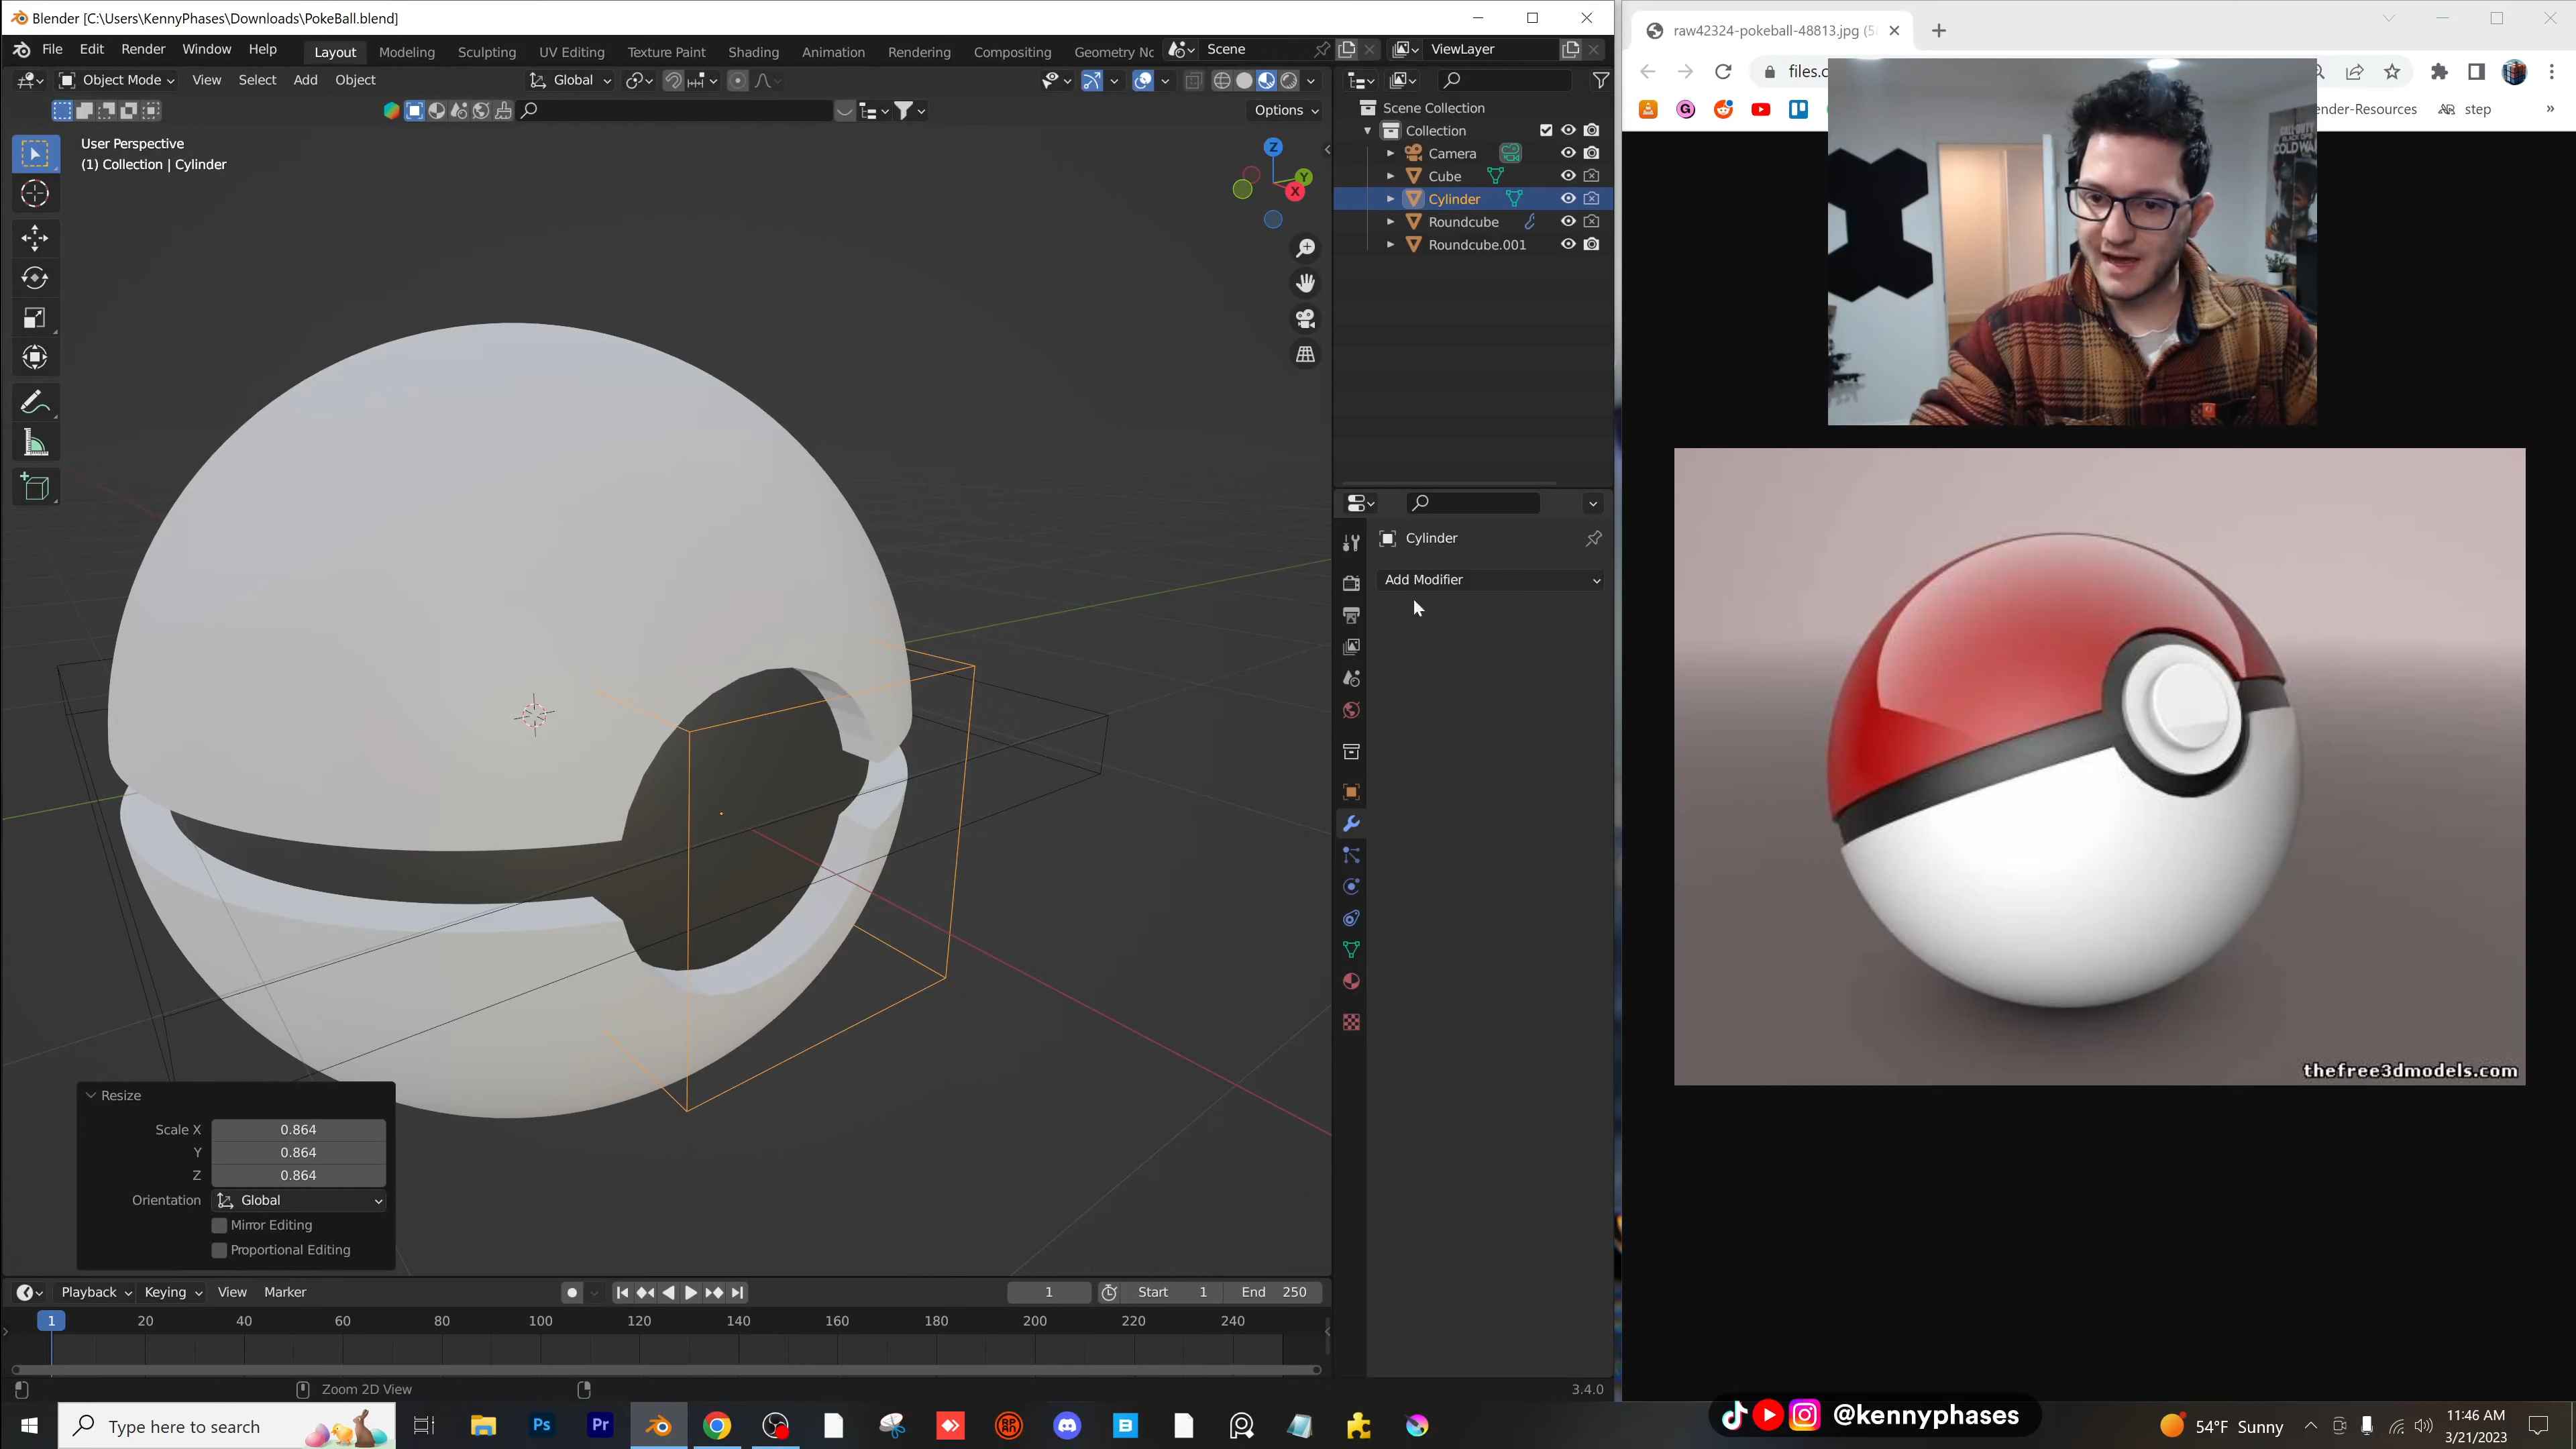 Blender [C:\Users\KennyPhases\Downloads\PokeBall.blend]
File Edit Render Window Help
Layout Modeling Sculpting UV Editing Texture Paint Shading Animation Rendering Compositing Geometry Nc
Scene
ViewLayer
Object Mode View Select Add Object
Global
Options
User Perspective
(1) Collection | Cylinder
Z
Y
X
Scene Collection
Collection
Camera
Cube
Cylinder
Roundcube
Roundcube.001
Cylinder
Add Modifier
Resize
Scale X 0.864
Y 0.864
Z 0.864
Orientation Global
Mirror Editing
Proportional Editing
Playback Keying View Marker
1
Start 1
End 250
1 20 40 60 80 100 120 140 160 180 200 220 240
Zoom 2D View
3.4.0
raw42324-pokeball-48813.jpg (5
files.c
ender-Resources
step
COLD WAR
thefree3dmodels.com
@kennyphases
Type here to search
Ps
Pr
54°F Sunny
11:46 AM
3/21/2023